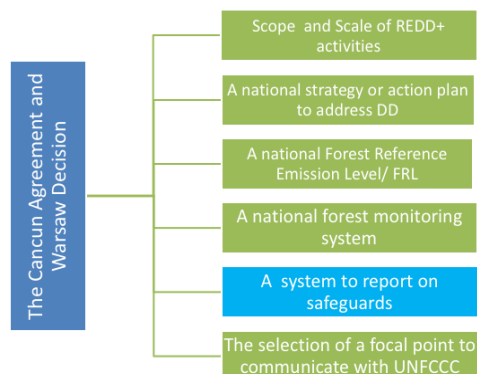 The Cancun Agreement and
Warsaw Decision
Scope and Scale of REDD+
activities
A national strategy or action plan
to address DD
A national Forest Reference
Emission Level/ FRL
A national forest monitoring
system
A system to report on
safeguards
The selection of a focal point to
communicate with UNFCCC